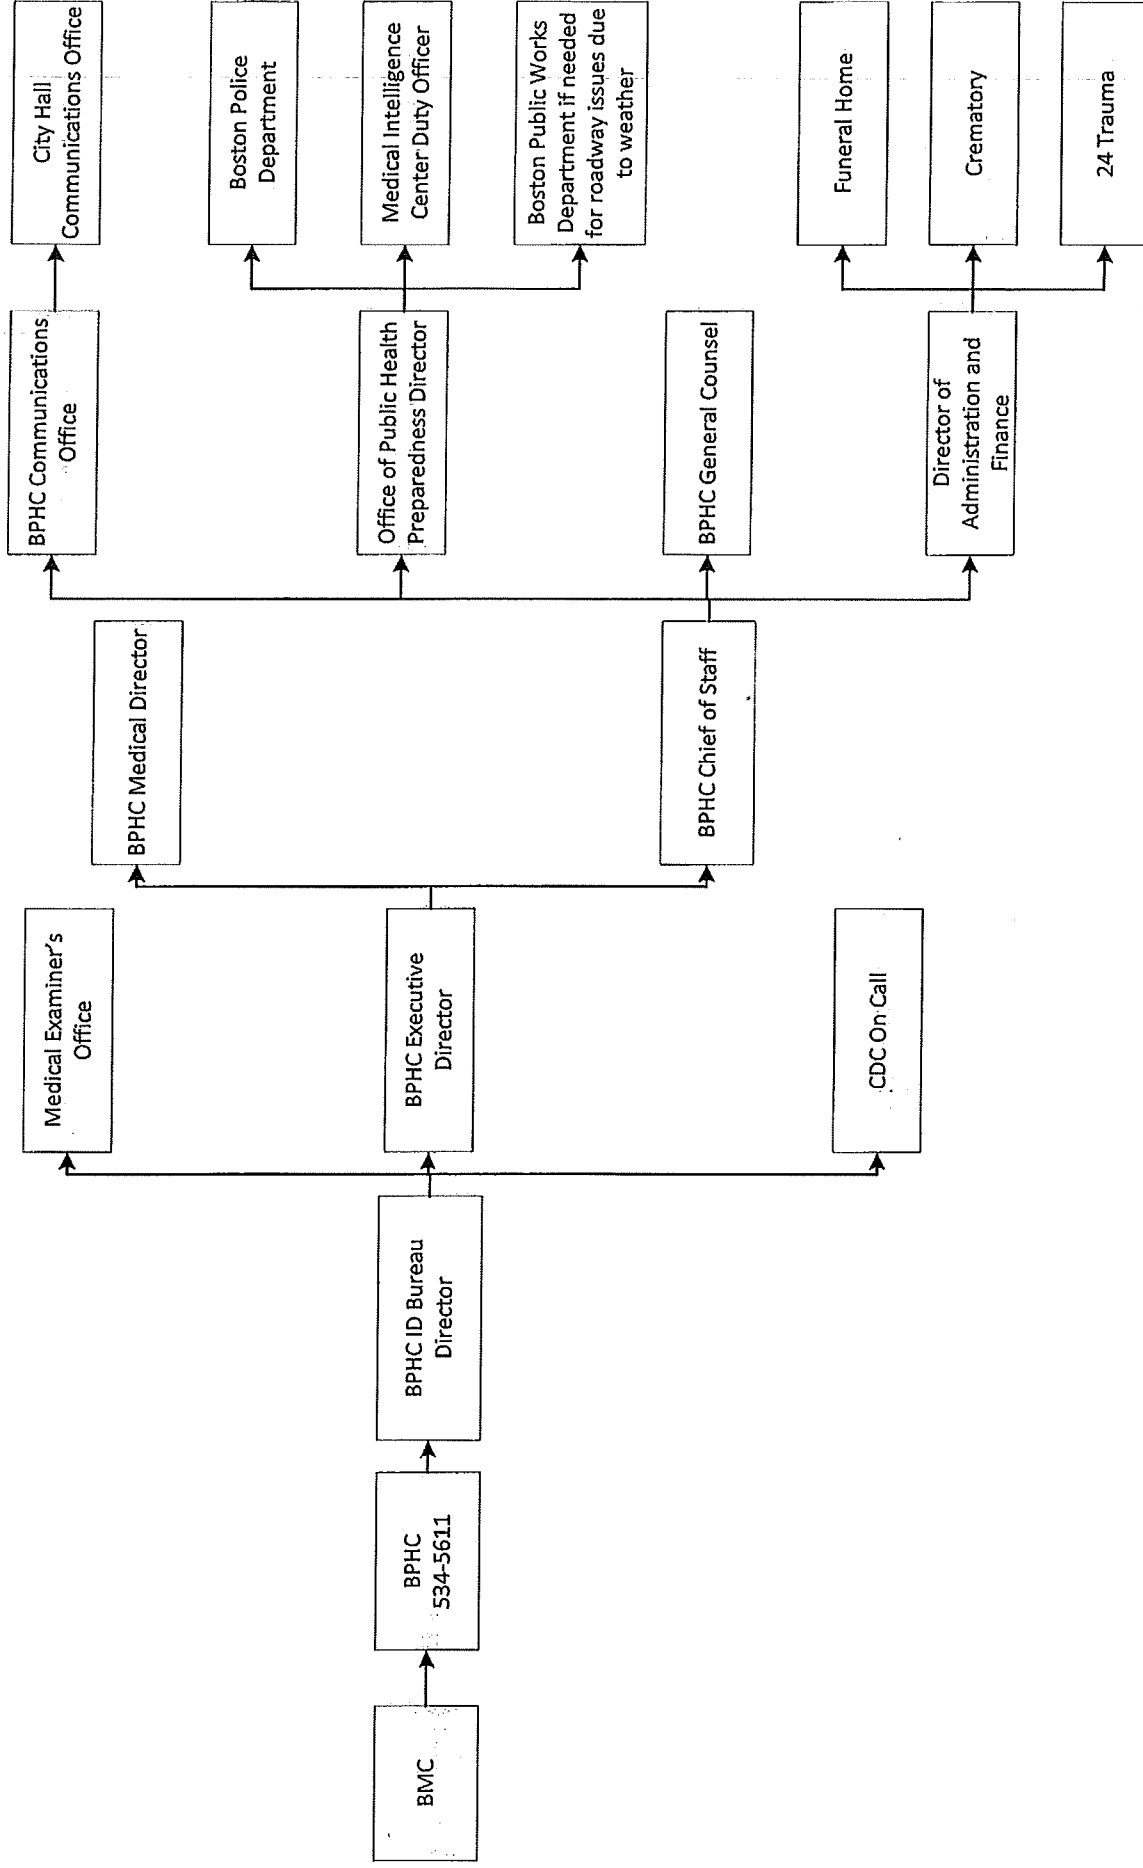 BMC
BPHC
534-5611
BPHC ID Bureau
Director
Medical Examiner's
Office
BPHC Executive
Director
CDC On Call
BPHC Medical Director
BPHC Chief of Staff
BPHC Communications
Office
Office of Public Health
Preparedness Director
BPHC General Counsel
Director of
Administration and
Finance
City Hall
Communications Office
Boston Police
Department
Medical Intelligence
Center Duty Officer
Boston Public Works
Department if needed
for roadway issues due
to weather
Funeral Home
Crematory
24 Trauma